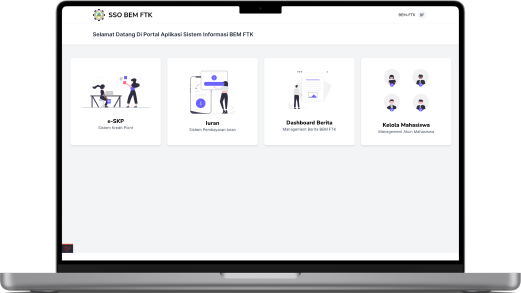 SSO BEM FTK
BEM-FTK
BF
Selamat Datang Di Portal Aplikasi Sistem Informasi BEM FTK
e-SKP
Sistem Kredit Point
Iuran
Sistem Pembayaran Iuran
Dashboard Berita
Management Berita BEM FTK
Kelola Mahasiswa
Management Akun Mahasiswa